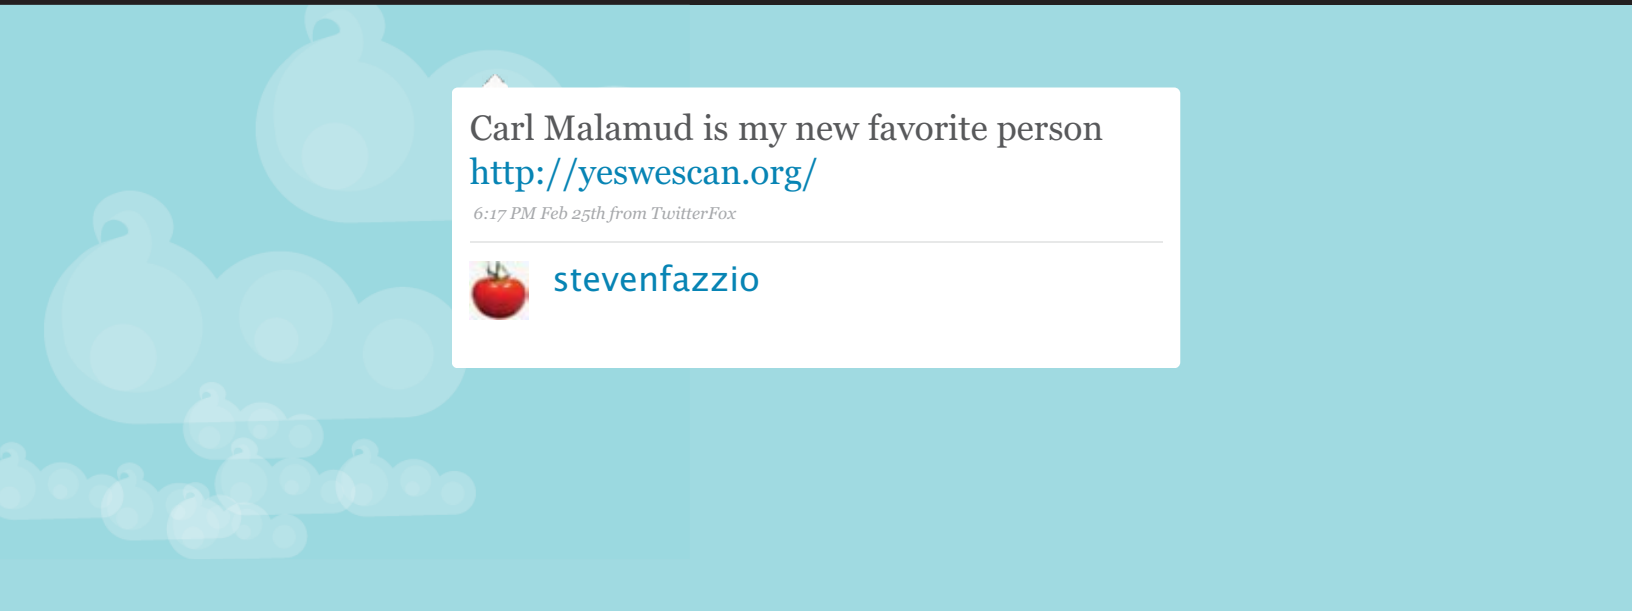 Carl Malamud is my new favorite person
http://yeswescan.org/
6:17 PM Feb 25th from TwitterFox
stevenfazzio